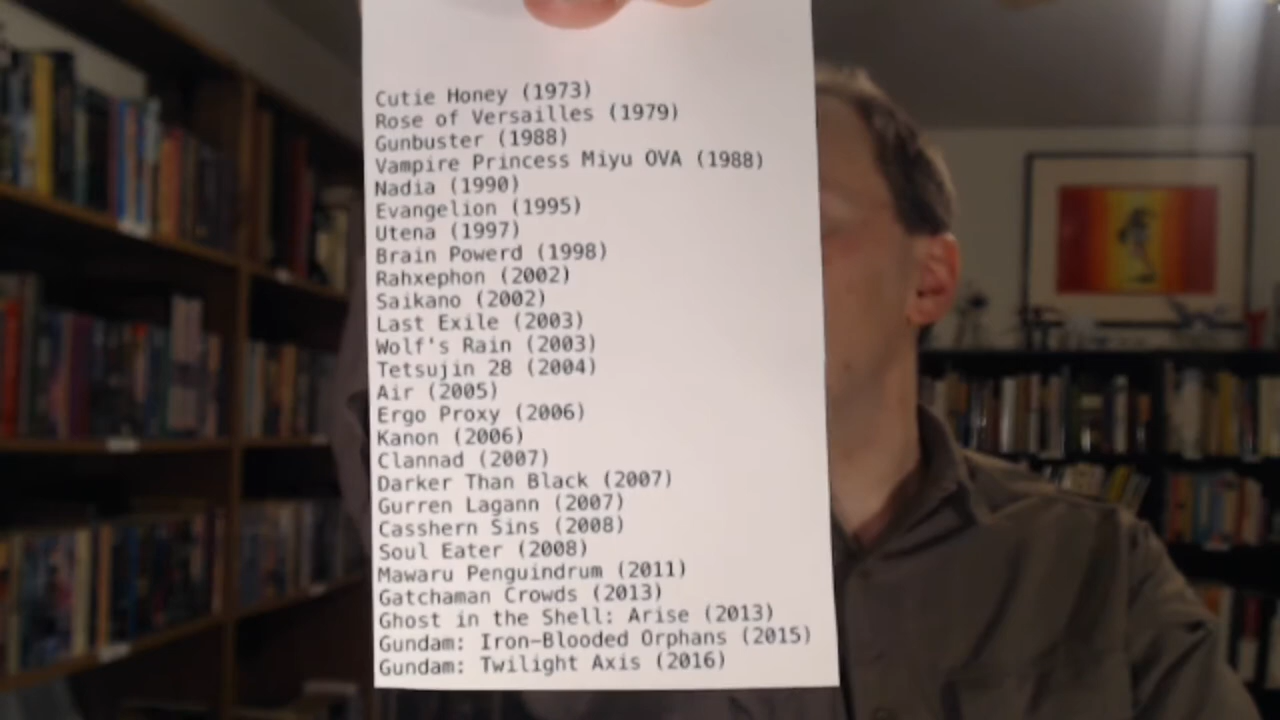 Cutie Honey (1973)
Rose of Versailles (1979)
Gunbuster (1988)
Vampire Princess Miyu OVA (1988)
Nadia (1990)
Evangelion (1995)
Utena (1997)
Brain Powerd (1998)
Rahxephon (2002)
Saikano (2002)
Last Exile (2003)
Wolf's Rain (2003)
Tetsujin 28 (2004)
Air (2005)
Ergo Proxy (2006)
Kanon (2006)
Clannad (2007)
Darker Than Black (2007)
Gurren Lagann (2007)
Casshern Sins (2008)
Soul Eater (2008)
Mawaru Penguindrum (2011)
Gatchaman Crowds (2013)
Ghost in the Shell: Arise (2013)
Gundam: Iron-Blooded Orphans (2015)
Gundam: Twilight Axis (2016)